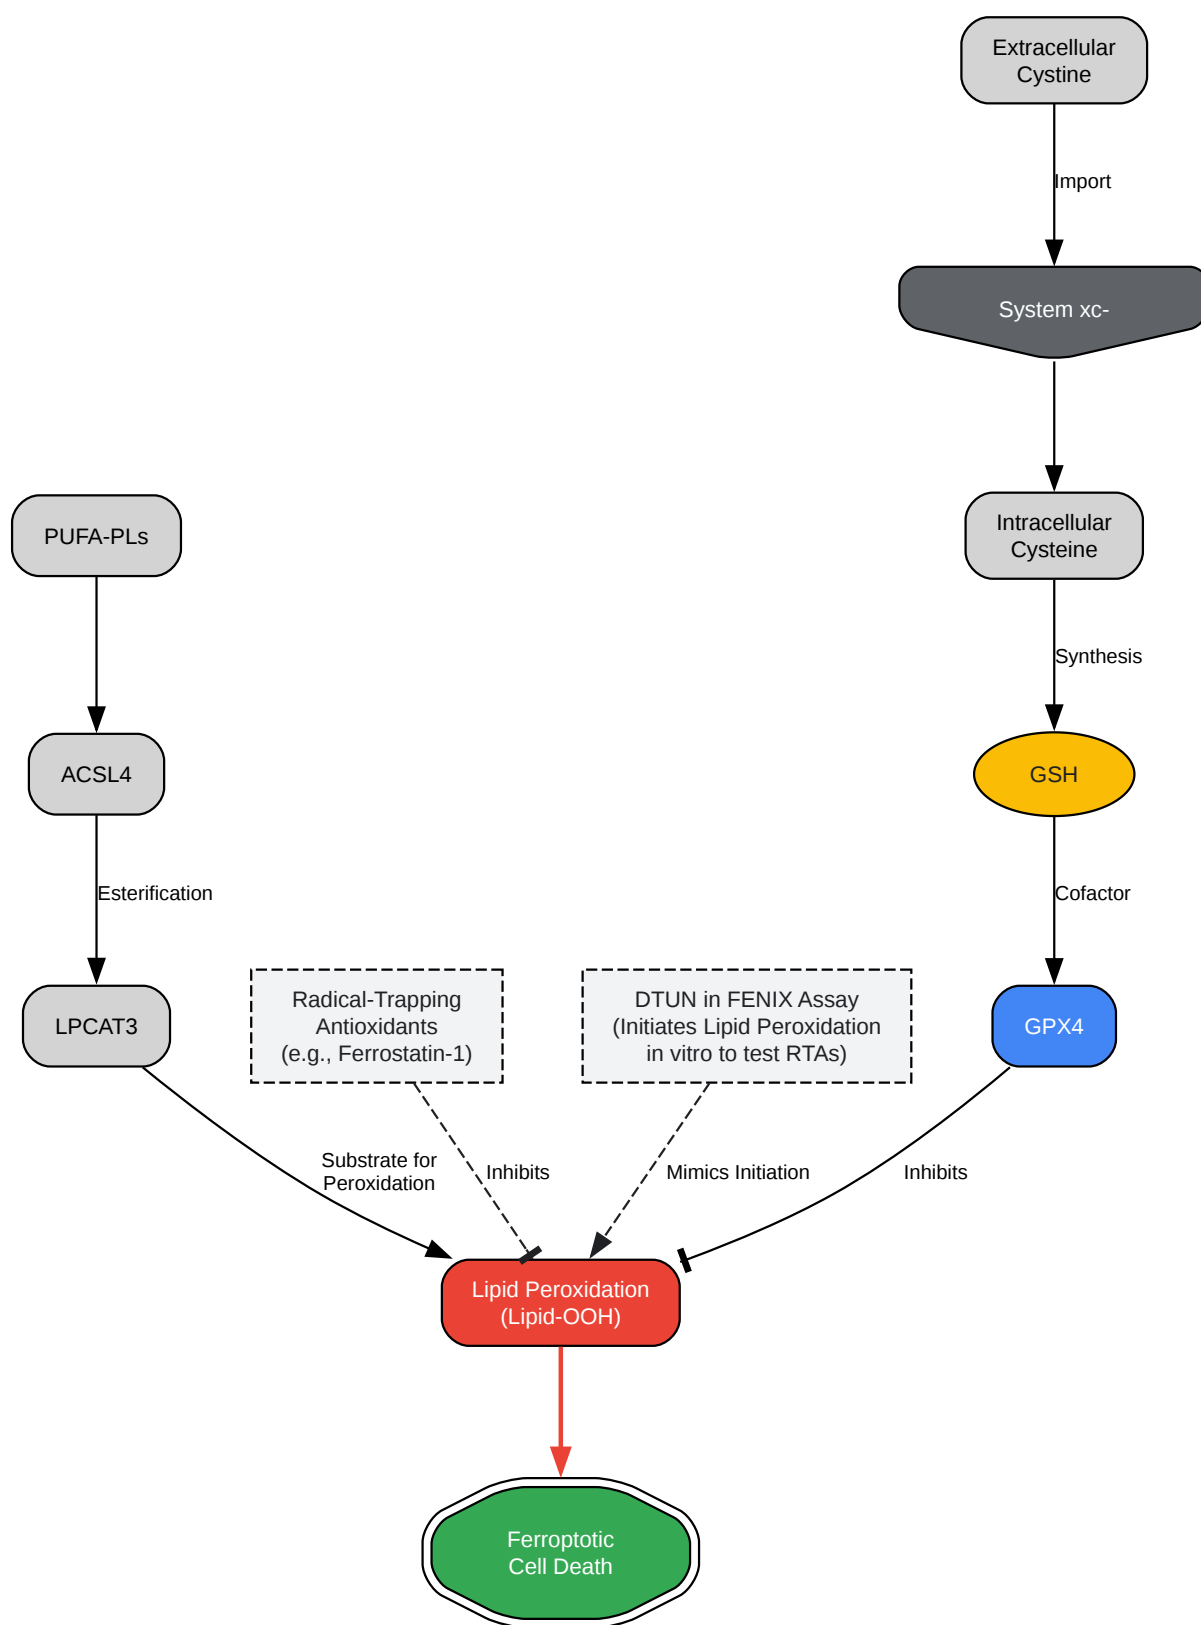 Extracellular
Cystine
Import
System xc-
Intracellular
Cysteine
PUFA-PLs
Synthesis
ACSL4
GSH
Esterification
Cofactor
LPCAT3
Radical-Trapping
Antioxidants
(e.g., Ferrostatin-1)
DTUN in FENIX Assay
(Initiates Lipid Peroxidation
in vitro to test RTAs)
GPX4
Substrate for
Peroxidation
Inhibits
Mimics Initiation
Inhibits
Lipid Peroxidation
(Lipid-OOH)
Ferroptotic
Cell Death